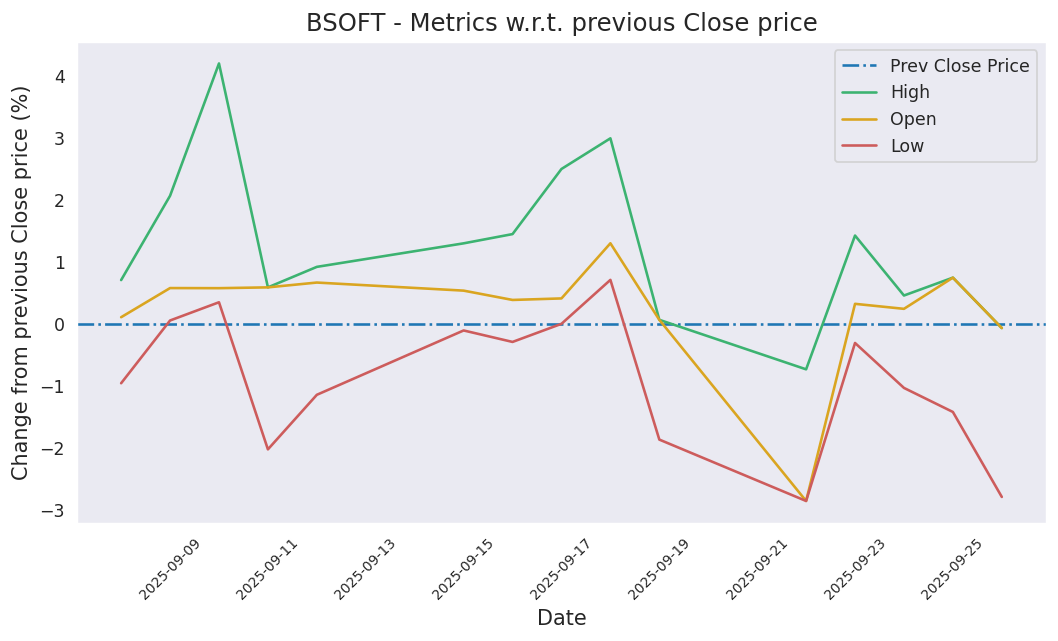 BSOFT - Metrics w.r.t. previous Close price
Change from previous Close price (%)
4
3
2
1
0
−1
−2
−3
Prev Close Price
High
Open
Low
2025-09-09
2025-09-11
2025-09-13
2025-09-15
2025-09-17
2025-09-19
2025-09-21
2025-09-23
2025-09-25
Date